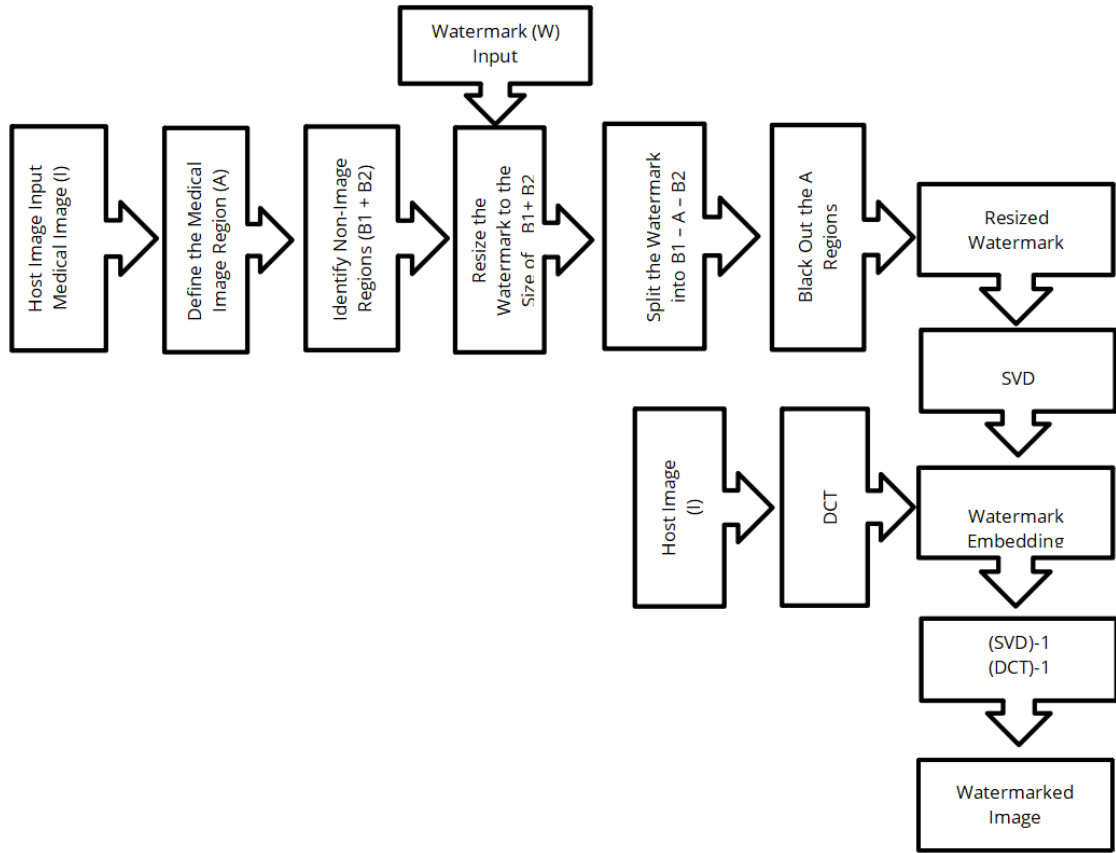 Watermark (W)
Input
Host Image Input
Medical Image (I)
Define the Medical
Image Region (A)
Identify Non-Image
Regions (B1 + B2)
Resize the
Watermark to the
Size of B1+ B2
Split the Watermark
into B1 – A – B2
Black Out the A
Regions
Resized
Watermark
SVD
Host Image
(I)
DCT
Watermark
Embedding
(SVD)-1
(DCT)-1
Watermarked
Image